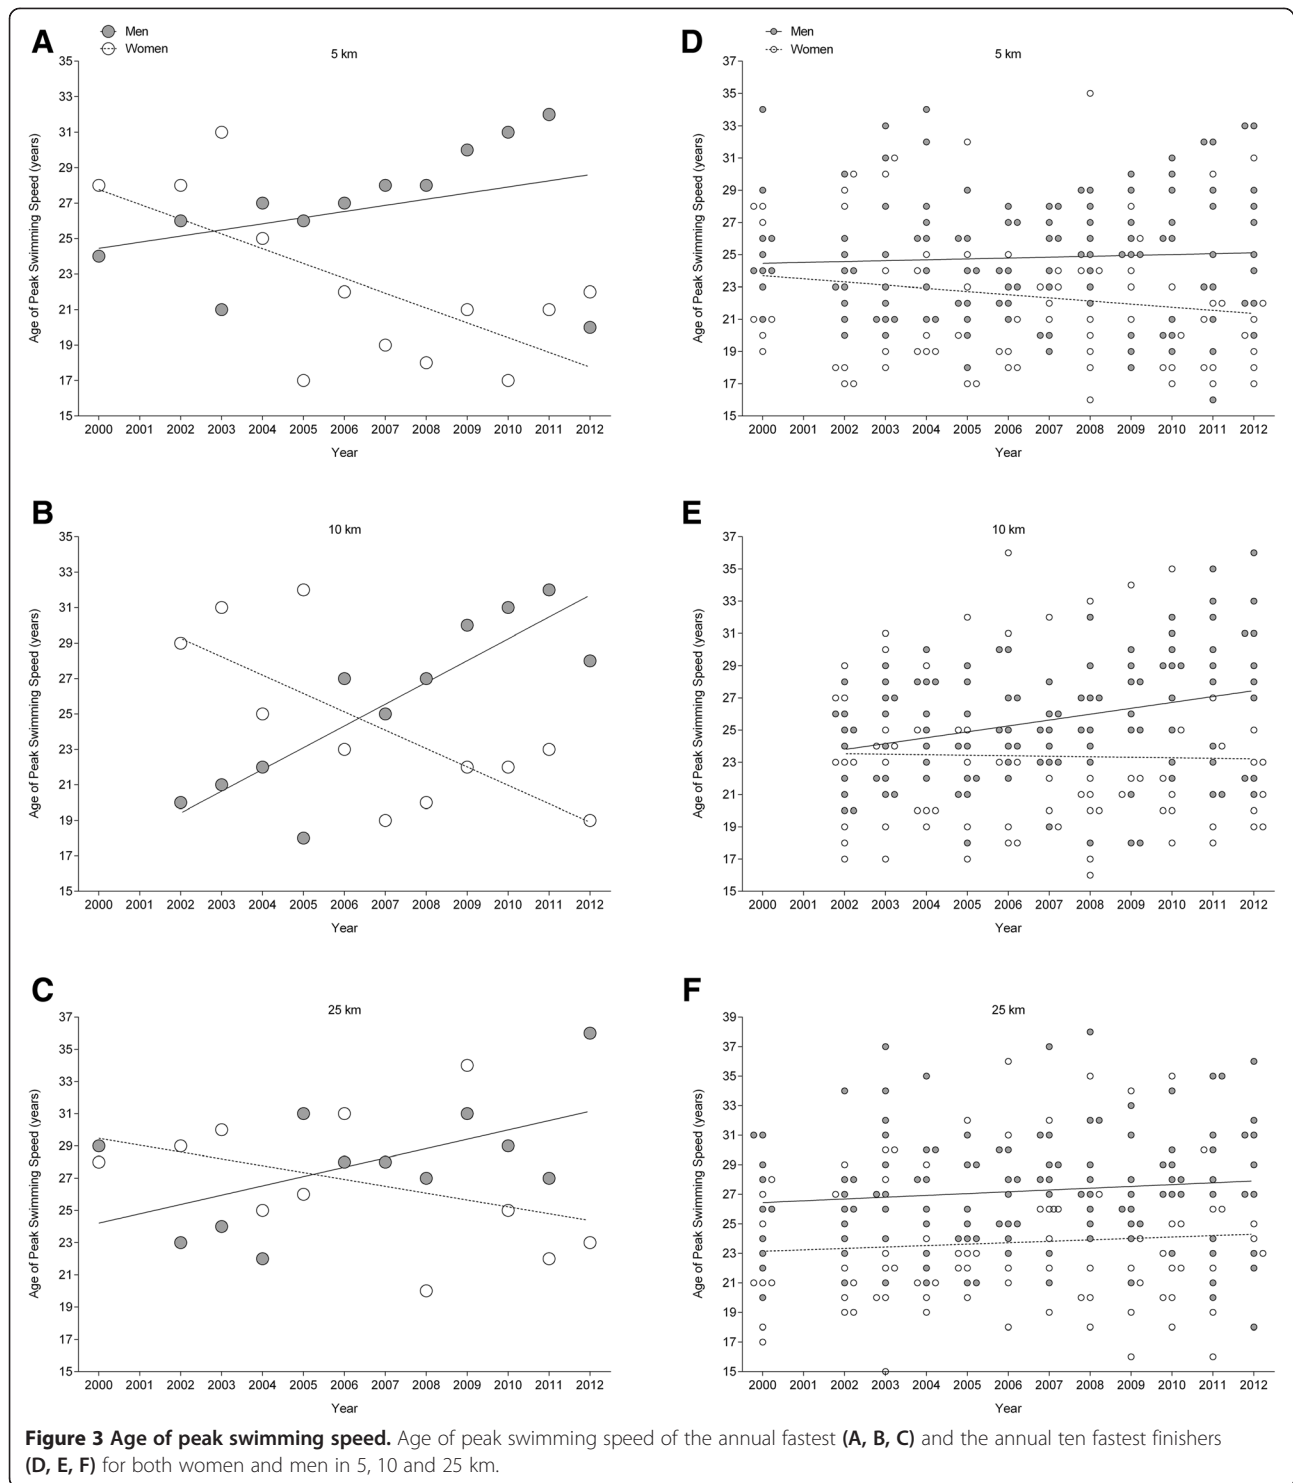 A
Men
Women
5 km
Age of Peak Swimming Speed (years)
35
33
31
29
27
25
23
21
19
17
15
2000 2001 2002 2003 2004 2005 2006 2007 2008 2009 2010 2011 2012
Year
D
Men
Women
5 km
Age of Peak Swimming Speed (years)
37
35
33
31
29
27
25
23
21
19
17
15
2000 2001 2002 2003 2004 2005 2006 2007 2008 2009 2010 2011 2012
Year
B
10 km
Age of Peak Swimming Speed (years)
35
33
31
29
27
25
23
21
19
17
15
2000 2001 2002 2003 2004 2005 2006 2007 2008 2009 2010 2011 2012
Year
E
10 km
Age of Peak Swimming Speed (years)
37
35
33
31
29
27
25
23
21
19
17
15
2000 2001 2002 2003 2004 2005 2006 2007 2008 2009 2010 2011 2012
Year
C
25 km
Age of Peak Swimming Speed (years)
37
35
33
31
29
27
25
23
21
19
17
15
2000 2001 2002 2003 2004 2005 2006 2007 2008 2009 2010 2011 2012
Year
F
25 km
Age of Peak Swimming Speed (years)
39
37
35
33
31
29
27
25
23
21
19
17
15
2000 2001 2002 2003 2004 2005 2006 2007 2008 2009 2010 2011 2012
Year
Figure 3 Age of peak swimming speed. Age of peak swimming speed of the annual fastest (A, B, C) and the annual ten fastest finishers
(D, E, F) for both women and men in 5, 10 and 25 km.